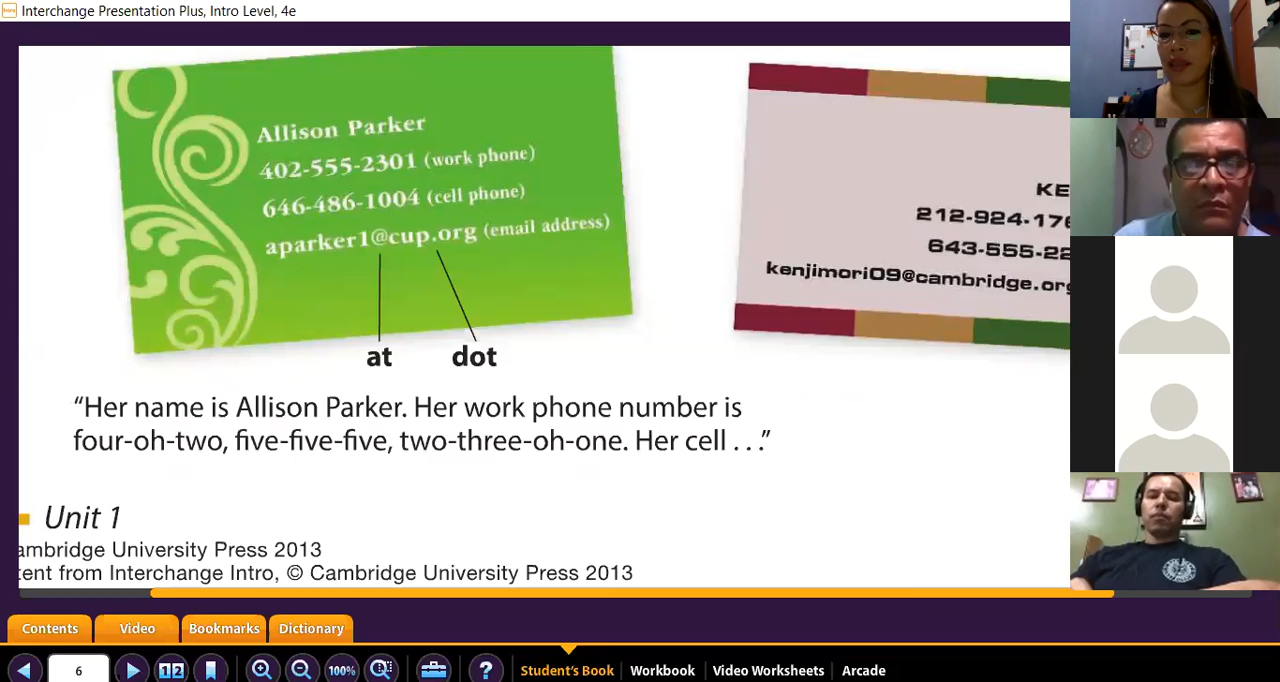 Interchange Presentation Plus, Intro Level, 4e
Allison Parker
402-555-2301 (work phone)
646-486-1004 (cell phone)
aparker1@cup.org (email address)
at dot
KE
212-924-176
643-555-22
kenjimori09@cambridge.org
"Her name is Allison Parker. Her work phone number is
four-oh-two, five-five-five, two-three-oh-one. Her cell . . ."
Unit 1
ambridge University Press 2013
tent from Interchange Intro, © Cambridge University Press 2013
Contents Video Bookmarks Dictionary
6 1 2 100% ? Student's Book Workbook Video Worksheets Arcade